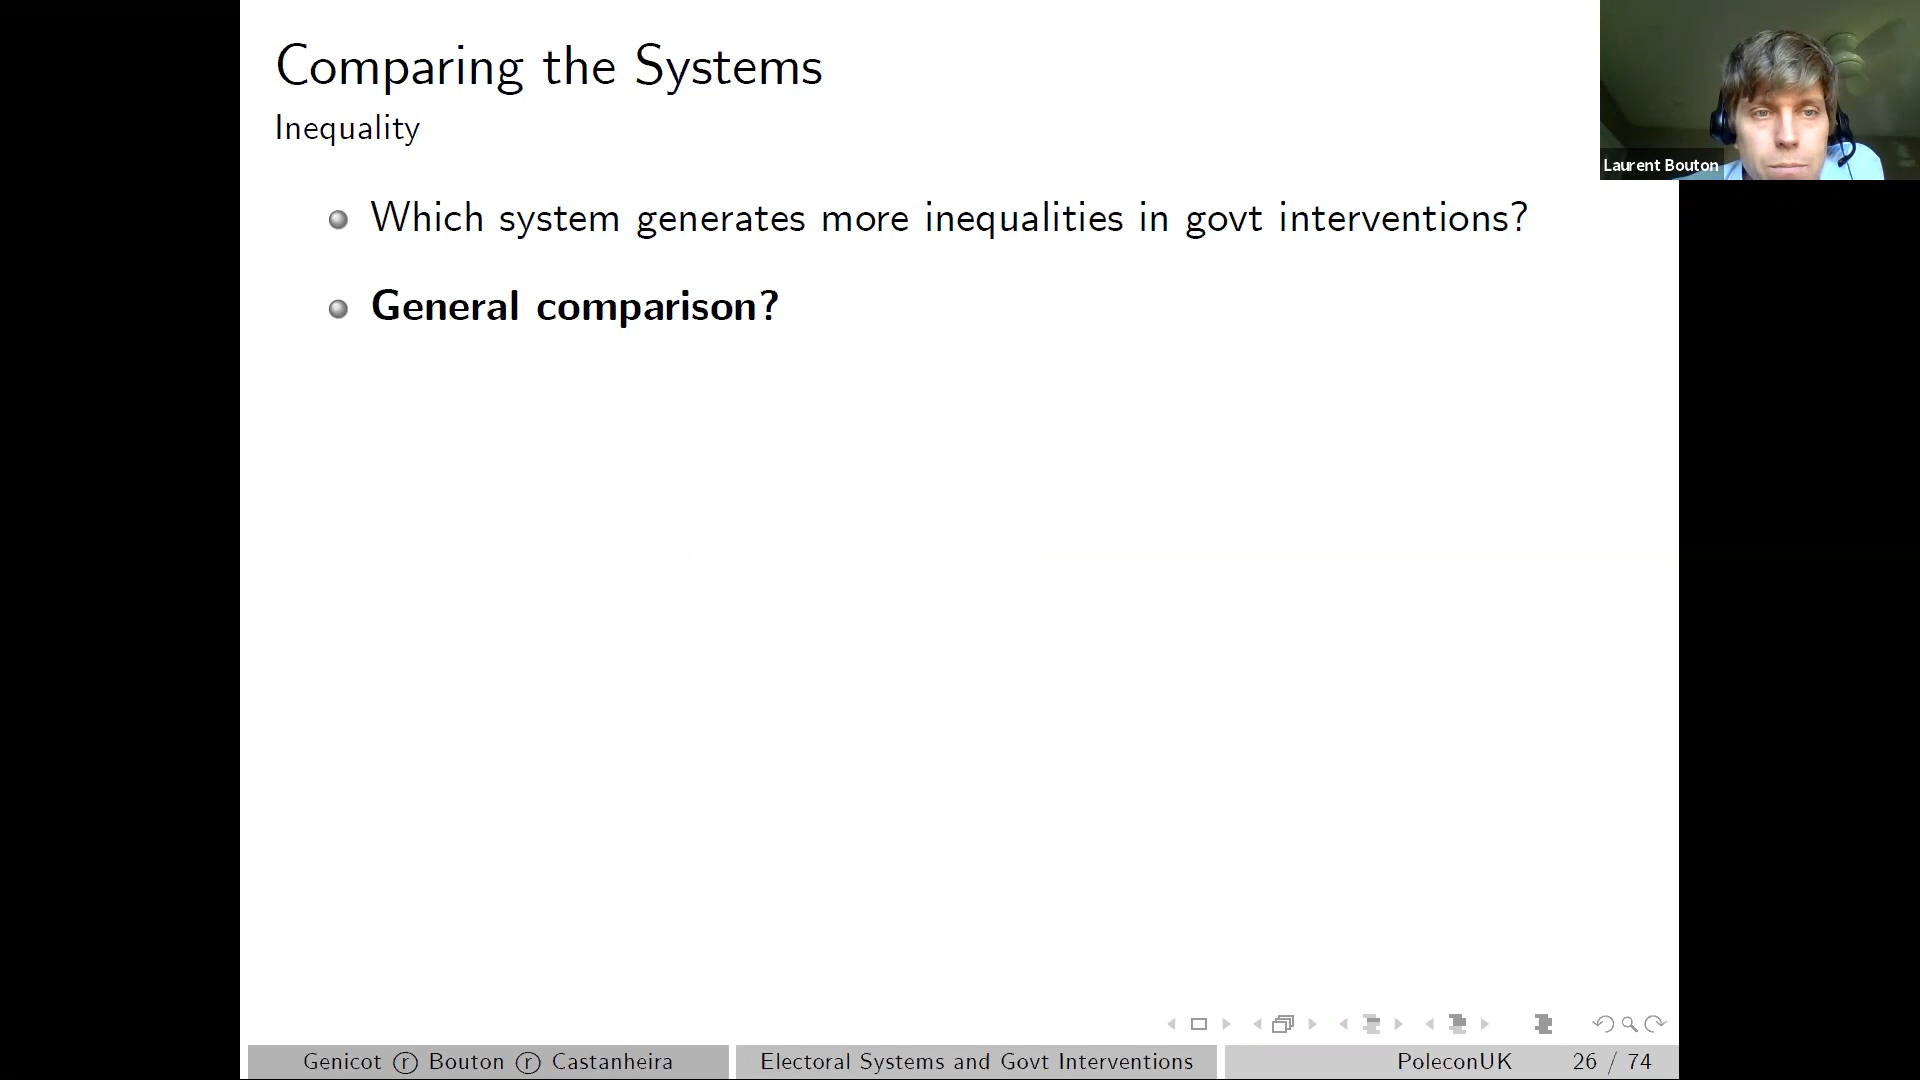 Comparing the Systems
Inequality
Laurent Bouton
Which system generates more inequalities in govt interventions?
General comparison?
Genicot ⓡ Bouton ⓡ Castanheira
Electoral Systems and Govt Interventions
PoleconUK
26 / 74